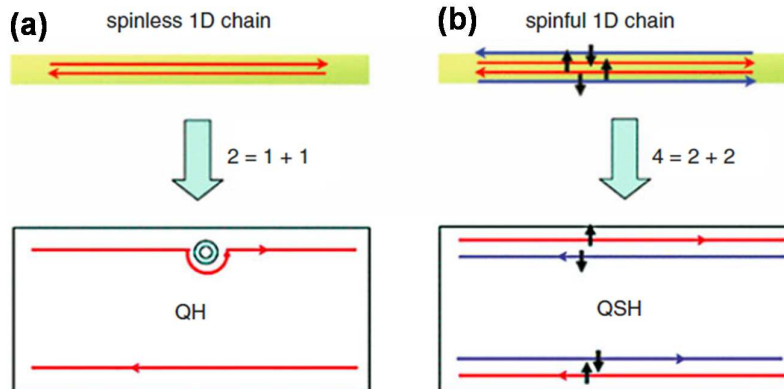 (a)
spinless 1D chain
2 = 1 + 1
QH
(b)
spinful 1D chain
4 = 2 + 2
QSH